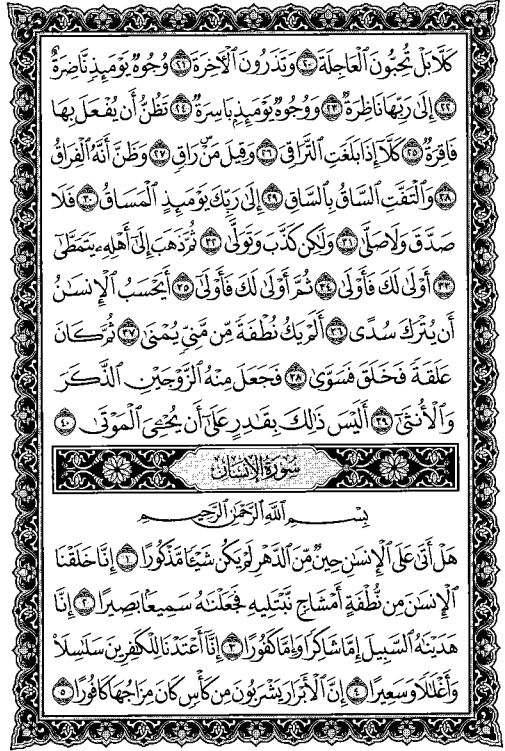 كَلَّا بَلْ تُحِبُّونَ ٱلْعَاجِلَةَ ۝٢٠ وَتَذَرُونَ ٱلْـَٔاخِرَةَ ۝٢١ وُجُوهٌ يَوْمَئِذٍ نَّاضِرَةٌ
۝٢٢ إِلَىٰ رَبِّهَا نَاظِرَةٌ ۝٢٣ وَوُجُوهٌ يَوْمَئِذٍۭ بَاسِرَةٌ ۝٢٤ تَظُنُّ أَن يُفْعَلَ بِهَا
فَاقِرَةٌ ۝٢٥ كَلَّآ إِذَا بَلَغَتِ ٱلتَّرَاقِىَ ۝٢٦ وَقِيلَ مَنْ رَاقٍ ۝٢٧ وَظَنَّ أَنَّهُ ٱلْفِرَاقُ
۝٢٨ وَٱلْتَفَّتِ ٱلسَّاقُ بِٱلسَّاقِ ۝٢٩ إِلَىٰ رَبِّكَ يَوْمَئِذٍ ٱلْمَسَاقُ ۝٣٠ فَلَا
صَدَّقَ وَلَا صَلَّىٰ ۝٣١ وَلَٰكِن كَذَّبَ وَتَوَلَّىٰ ۝٣٢ ثُمَّ ذَهَبَ إِلَىٰٓ أَهْلِهِۦ يَتَمَطَّىٰٓ
۝٣٣ أَوْلَىٰ لَكَ فَأَوْلَىٰ ۝٣٤ ثُمَّ أَوْلَىٰ لَكَ فَأَوْلَىٰٓ ۝٣٥ أَيَحْسَبُ ٱلْإِنسَٰنُ
أَن يُتْرَكَ سُدًى ۝٣٦ أَلَمْ يَكُ نُطْفَةً مِّن مَّنِىٍّ يُمْنَىٰ ۝٣٧ ثُمَّ كَانَ
عَلَقَةً فَخَلَقَ فَسَوَّىٰ ۝٣٨ فَجَعَلَ مِنْهُ ٱلزَّوْجَيْنِ ٱلذَّكَرَ
وَٱلْأُنثَىٰٓ ۝٣٩ أَلَيْسَ ذَٰلِكَ بِقَٰدِرٍ عَلَىٰٓ أَن يُحْـِۧىَ ٱلْمَوْتَىٰ ۝٤٠
سُورَةُ الإِنسَانِ
بِسْمِ ٱللَّهِ ٱلرَّحْمَٰنِ ٱلرَّحِيمِ
هَلْ أَتَىٰ عَلَى ٱلْإِنسَٰنِ حِينٌ مِّنَ ٱلدَّهْرِ لَمْ يَكُن شَيْـًٔا مَّذْكُورًا ۝١ إِنَّا خَلَقْنَا
ٱلْإِنسَٰنَ مِن نُّطْفَةٍ أَمْشَاجٍ نَّبْتَلِيهِ فَجَعَلْنَٰهُ سَمِيعًۢا بَصِيرًا ۝٢ إِنَّا
هَدَيْنَٰهُ ٱلسَّبِيلَ إِمَّا شَاكِرًا وَإِمَّا كَفُورًا ۝٣ إِنَّآ أَعْتَدْنَا لِلْكَٰفِرِينَ سَلَٰسِلَا۟
وَأَغْلَٰلًا وَسَعِيرًا ۝٤ إِنَّ ٱلْأَبْرَارَ يَشْرَبُونَ مِن كَأْسٍ كَانَ مِزَاجُهَا كَافُورًا ۝٥